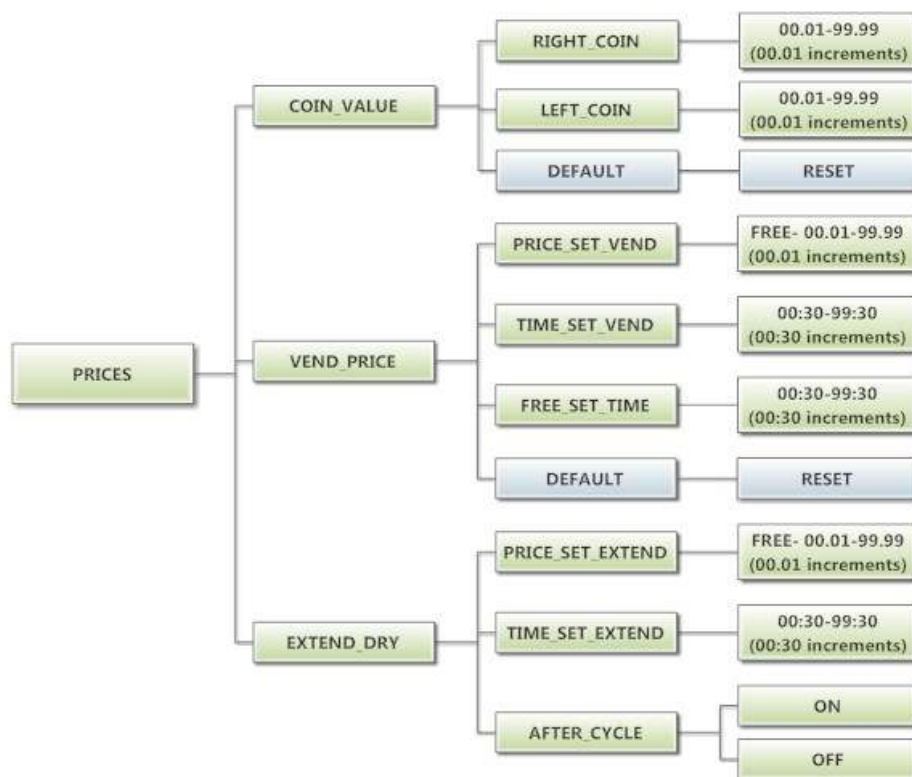 PRICES
COIN_VALUE
RIGHT_COIN
00.01-99.99
(00.01 increments)
LEFT_COIN
00.01-99.99
(00.01 increments)
DEFAULT
RESET
VEND_PRICE
PRICE_SET_VEND
FREE- 00.01-99.99
(00.01 increments)
TIME_SET_VEND
00:30-99:30
(00:30 increments)
FREE_SET_TIME
00:30-99:30
(00:30 increments)
DEFAULT
RESET
EXTEND_DRY
PRICE_SET_EXTEND
FREE- 00.01-99.99
(00.01 increments)
TIME_SET_EXTEND
00:30-99:30
(00:30 increments)
AFTER_CYCLE
ON
OFF